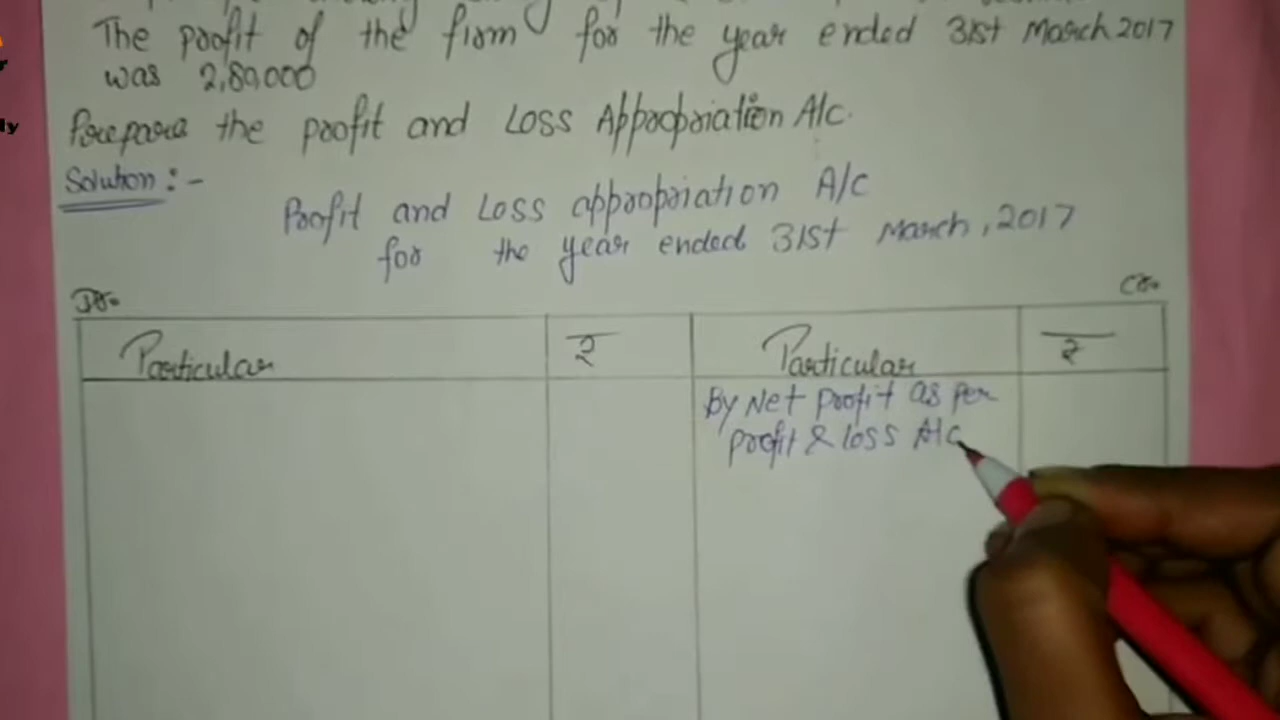 The profit of the firm for the year ended 31st March 2017
was 2,80,000
Prepare the profit and Loss Appropriation A/c.
Solution :-
Profit and Loss appropriation A/c
for the year ended 31st March, 2017
Dr. Cr.
Particular ₹ Particular ₹
By Net profit as per
profit & loss A/c